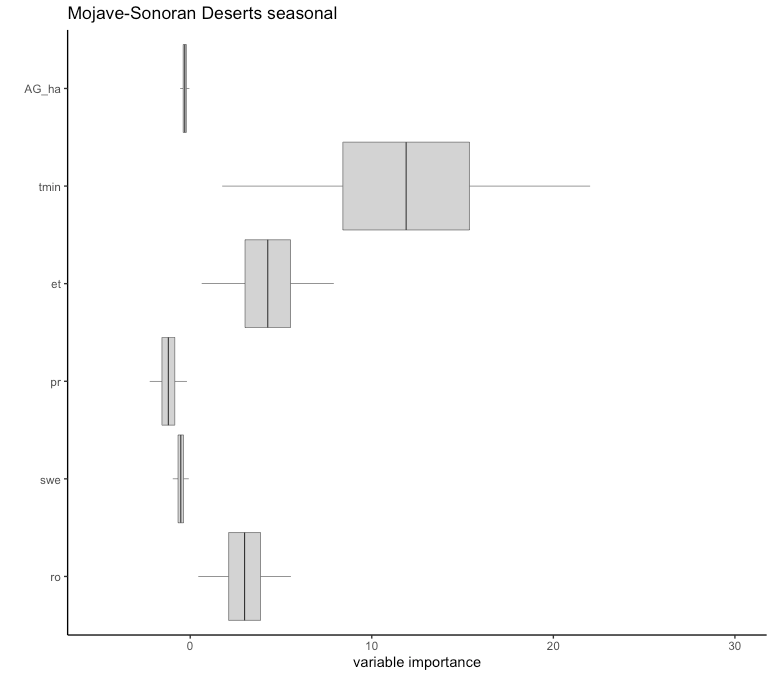 Mojave-Sonoran Deserts seasonal
AG_ha
tmin
et
pr
swe
ro
0 10 20 30
variable importance